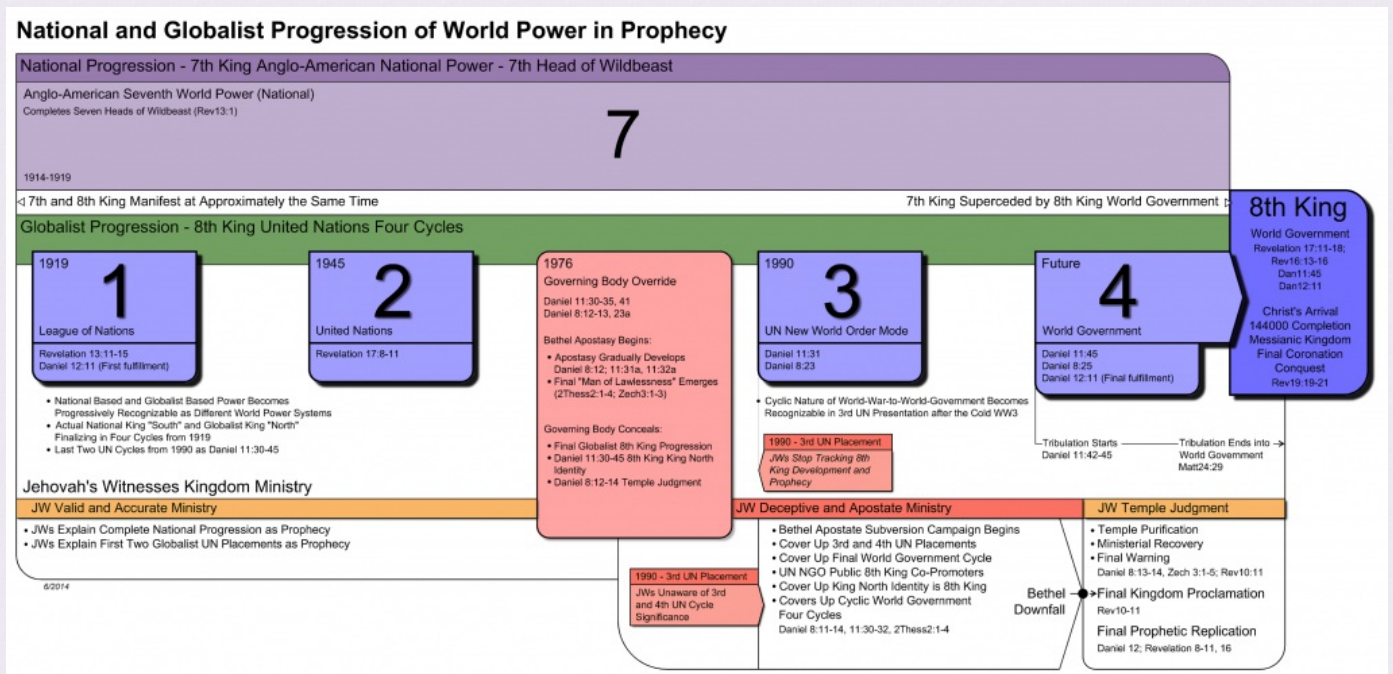 National and Globalist Progression of World Power in Prophecy
National Progression - 7th King Anglo-American National Power - 7th Head of Wildbeast
Anglo-American Seventh World Power (National)
Completes Seven Heads of Wildbeast (Rev13:1)
7
1914-1919
7th and 8th King Manifest at Approximately the Same Time
7th King Superceded by 8th King World Government
Globalist Progression - 8th King United Nations Four Cycles
1919
1
League of Nations
Revelation 13:11-15
Daniel 12:11 (First fulfillment)
1945
2
United Nations
Revelation 17:8-11
1976
Governing Body Override
Daniel 11:30-35, 41
Daniel 8:12-13, 23a
Bethel Apostasy Begins:
• Apostasy Gradually Develops
Daniel 8:12; 11:31a, 11:32a
• Final "Man of Lawlessness" Emerges
(2Thess2:1-4; Zech3:1-3)
Governing Body Conceals:
• Final Globalist 8th King Progression
• Daniel 11:30-45 8th King King North
Identity
• Daniel 8:12-14 Temple Judgment
1990
3
UN New World Order Mode
Daniel 11:31
Daniel 8:23
Future
4
World Government
Daniel 11:45
Daniel 8:25
Daniel 12:11 (Final fulfillment)
8th King
World Government
Revelation 17:11-18;
Rev16:13-16
Dan11:45
Dan12:11
Christ's Arrival
144000 Completion
Messianic Kingdom
Final Coronation
Conquest
Rev19:19-21
• National Based and Globalist Based Power Becomes
Progressively Recognizable as Different World Power Systems
• Actual National King "South" and Globalist King "North"
Finalizing in Four Cycles from 1919
• Last Two UN Cycles from 1990 as Daniel 11:30-45
• Cyclic Nature of World-War-to-World-Government Becomes
Recognizable in 3rd UN Presentation after the Cold WW3
1990 - 3rd UN Placement
JWs Stop Tracking 8th
King Development and
Prophecy
Tribulation Starts
Daniel 11:42-45
Tribulation Ends into
World Government
Matt24:29
Jehovah's Witnesses Kingdom Ministry
JW Valid and Accurate Ministry
• JWs Explain Complete National Progression as Prophecy
• JWs Explain First Two Globalist UN Placements as Prophecy
6/2014
JW Deceptive and Apostate Ministry
• Bethel Apostate Subversion Campaign Begins
• Cover Up 3rd and 4th UN Placements
• Cover Up Final World Government Cycle
• UN NGO Public 8th King Co-Promoters
• Cover Up King North Identity is 8th King
• Covers Up Cyclic World Government
Four Cycles
Daniel 8:11-14, 11:30-32, 2Thess2:1-4
1990 - 3rd UN Placement
JWs Unaware of 3rd
and 4th UN Cycle
Significance
Bethel
Downfall
JW Temple Judgment
• Temple Purification
• Ministerial Recovery
• Final Warning
Daniel 8:13-14, Zech 3:1-5; Rev10:11
Final Kingdom Proclamation
Rev10-11
Final Prophetic Replication
Daniel 12; Revelation 8-11, 16